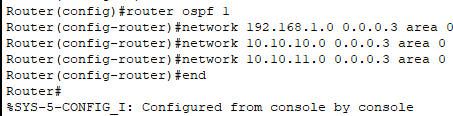 Router(config)#router ospf 1
Router(config-router)#network 192.168.1.0 0.0.0.3 area 0
Router(config-router)#network 10.10.10.0 0.0.0.3 area 0
Router(config-router)#network 10.10.11.0 0.0.0.3 area 0
Router(config-router)#end
Router#
%SYS-5-CONFIG_I: Configured from console by console